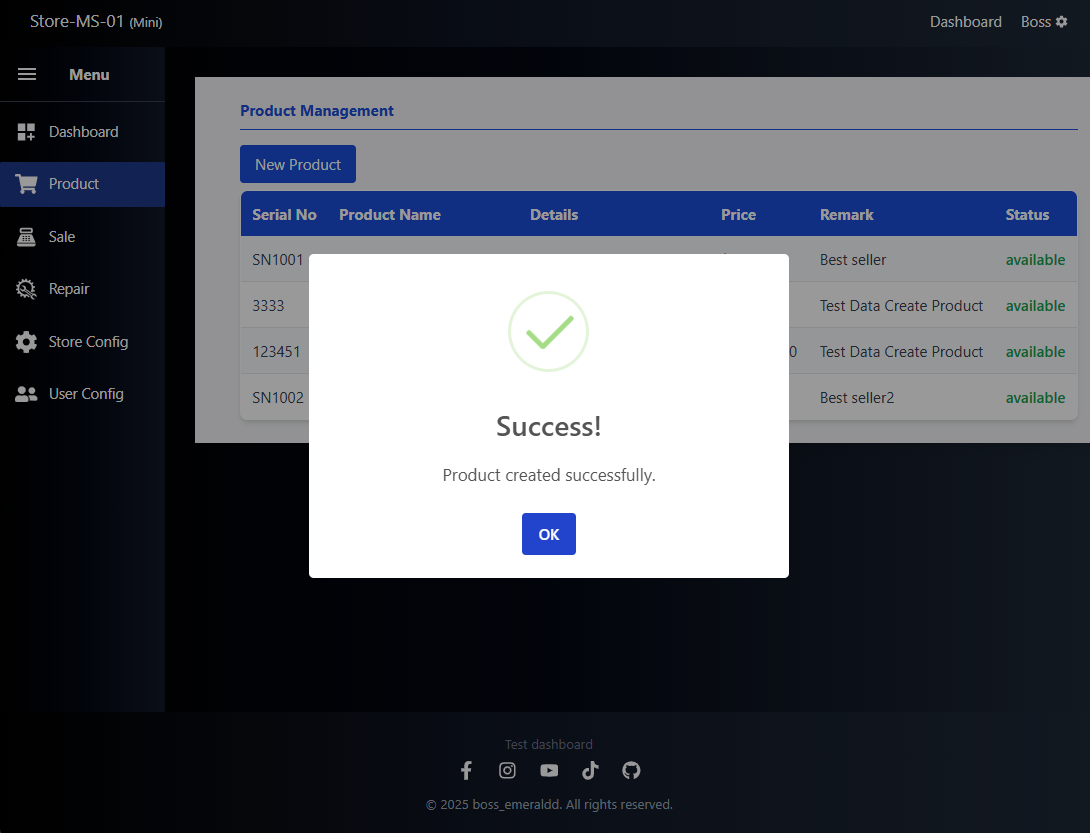 Store-MS-01 (Mini)
Dashboard Boss
Menu
Dashboard
Product
Sale
Repair
Store Config
User Config
Product Management
New Product
Serial No Product Name Details Price Remark Status
SN1001 Best seller available
3333 Test Data Create Product available
123451 0 Test Data Create Product available
SN1002 Best seller2 available
Success!
Product created successfully.
OK
Test dashboard
© 2025 boss_emeraldd. All rights reserved.